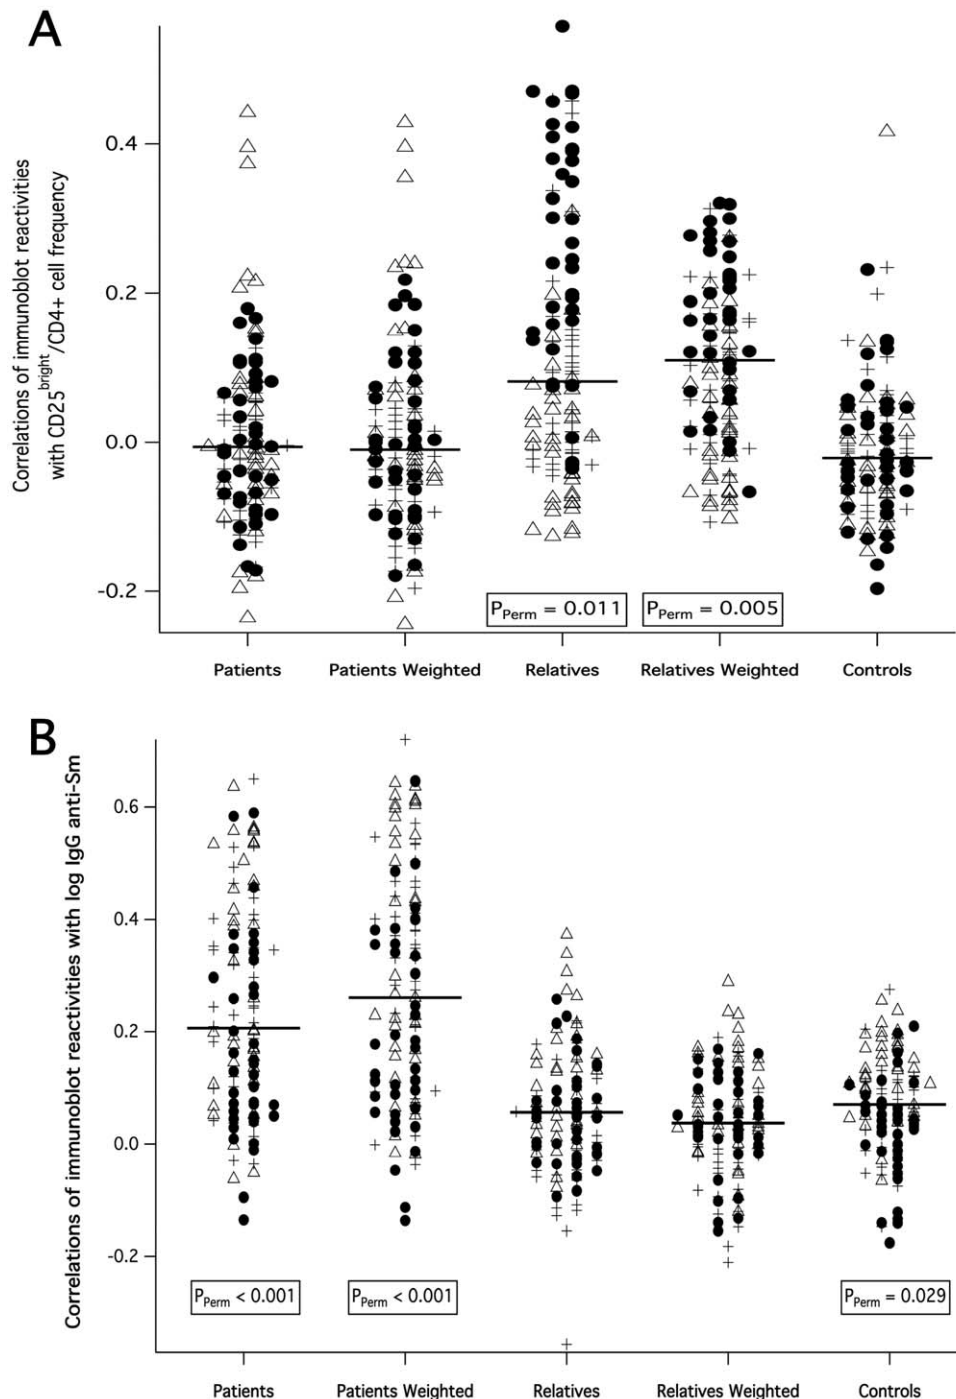 A
Correlations of immunoblot reactivities
with CD25bright/CD4+ cell frequency
0.4
0.2
0.0
-0.2
PPerm = 0.011
PPerm = 0.005
Patients
Patients Weighted
Relatives
Relatives Weighted
Controls
B
Correlations of immunoblot reactivities with log IgG anti-Sm
0.6
0.4
0.2
0.0
-0.2
PPerm < 0.001
PPerm < 0.001
PPerm = 0.029
Patients
Patients Weighted
Relatives
Relatives Weighted
Controls